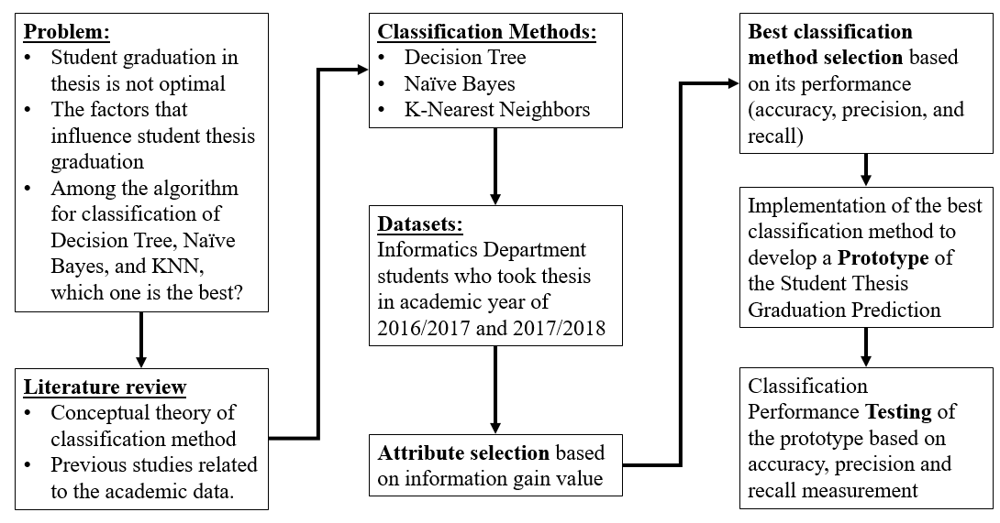 Problem:
• Student graduation in
thesis is not optimal
• The factors that
influence student thesis
graduation
• Among the algorithm
for classification of
Decision Tree, Naïve
Bayes, and KNN,
which one is the best?
Literature review
• Conceptual theory of
classification method
• Previous studies related
to the academic data.
Classification Methods:
• Decision Tree
• Naïve Bayes
• K-Nearest Neighbors
Datasets:
Informatics Department
students who took thesis
in academic year of
2016/2017 and 2017/2018
Attribute selection based
on information gain value
Best classification
method selection based
on its performance
(accuracy, precision, and
recall)
Implementation of the best
classification method to
develop a Prototype of
the Student Thesis
Graduation Prediction
Classification
Performance Testing of
the prototype based on
accuracy, precision and
recall measurement